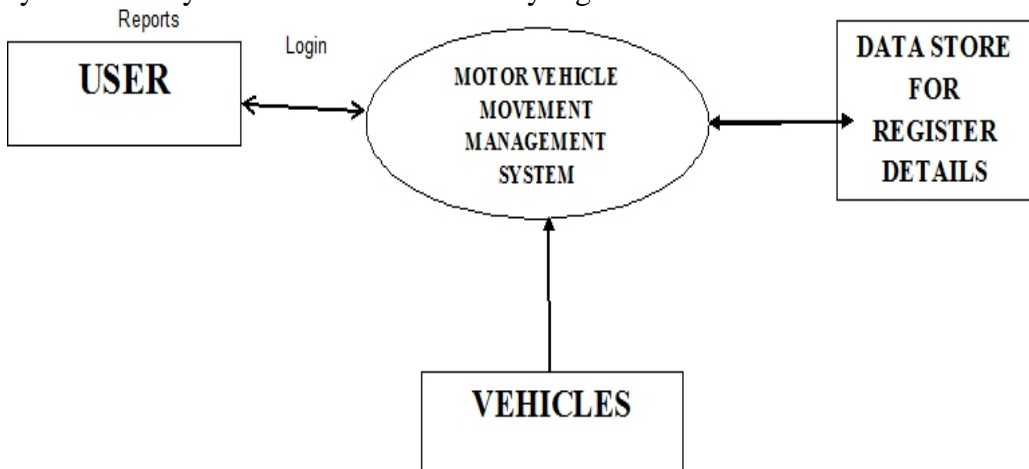 Reports
Login
USER
MOTOR VEHICLE
MOVEMENT
MANAGEMENT
SYSTEM
DATA STORE
FOR
REGISTER
DETAILS
VEHICLES